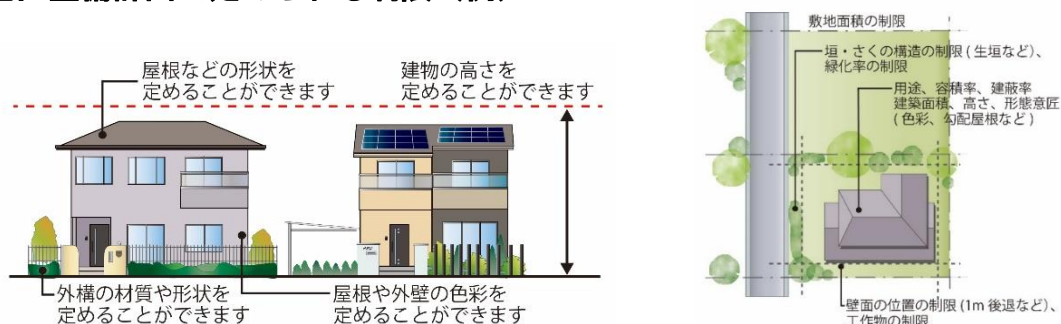 屋根などの形状を
定めることができます
建物の高さを
定めることができます
外構の材質や形状を
定めることができます
屋根や外壁の色彩を
定めることができます
敷地面積の制限
垣・さくの構造の制限(生垣など)、
緑化率の制限
用途、容積率、建蔽率
建築面積、高さ、形態意匠
(色彩、勾配屋根など)
壁面の位置の制限(1m後退など)、
工作物の制限